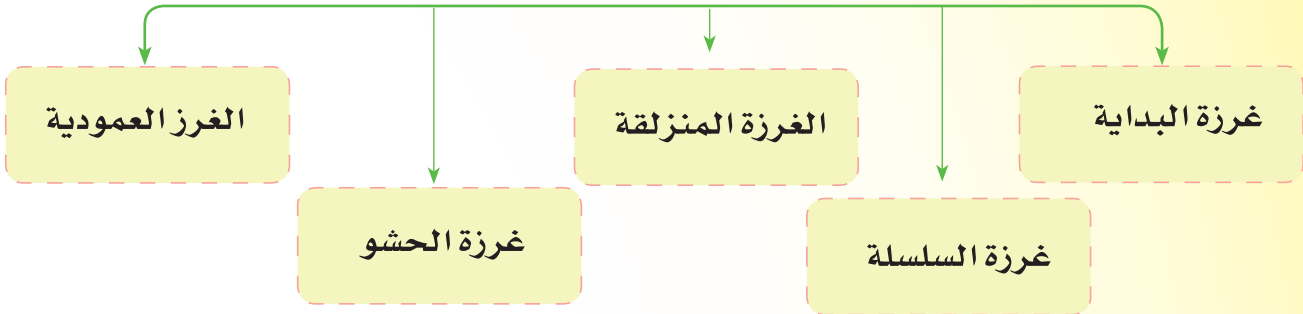 غرزة البداية
غرزة السلسلة
الغرزة المنزلقة
غرزة الحشو
الغرز العمودية